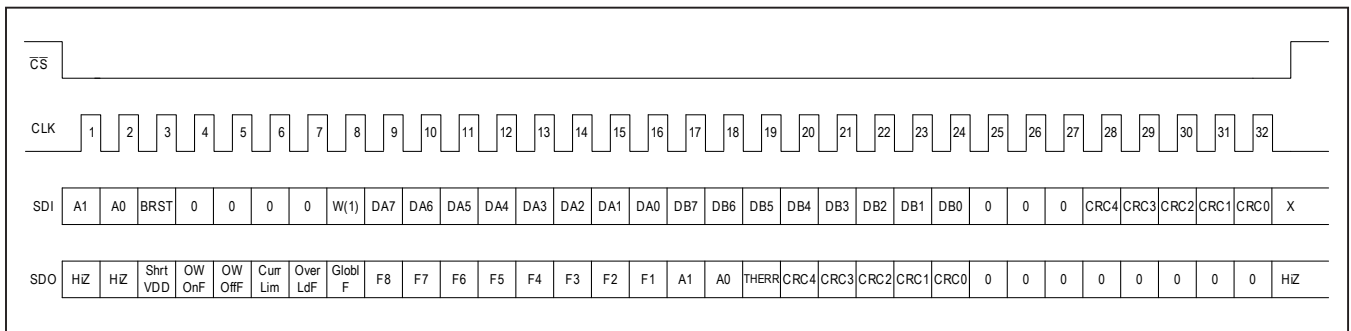 CS
CLK 1 2 3 4 5 6 7 8 9 10 11 12 13 14 15 16 17 18 19 20 21 22 23 24 25 26 27 28 29 30 31 32
SDI A1 A0 BRST 0 0 0 0 W(1) DA7 DA6 DA5 DA4 DA3 DA2 DA1 DA0 DB7 DB6 DB5 DB4 DB3 DB2 DB1 DB0 0 0 0 CRC4 CRC3 CRC2 CRC1 CRC0 X
SDO HiZ HiZ Shrt VDD OW OnF OW OffF Curr Lim Over LdF Globl F F8 F7 F6 F5 F4 F3 F2 F1 A1 A0 THERR CRC4 CRC3 CRC2 CRC1 CRC0 0 0 0 0 0 0 0 0 HiZ